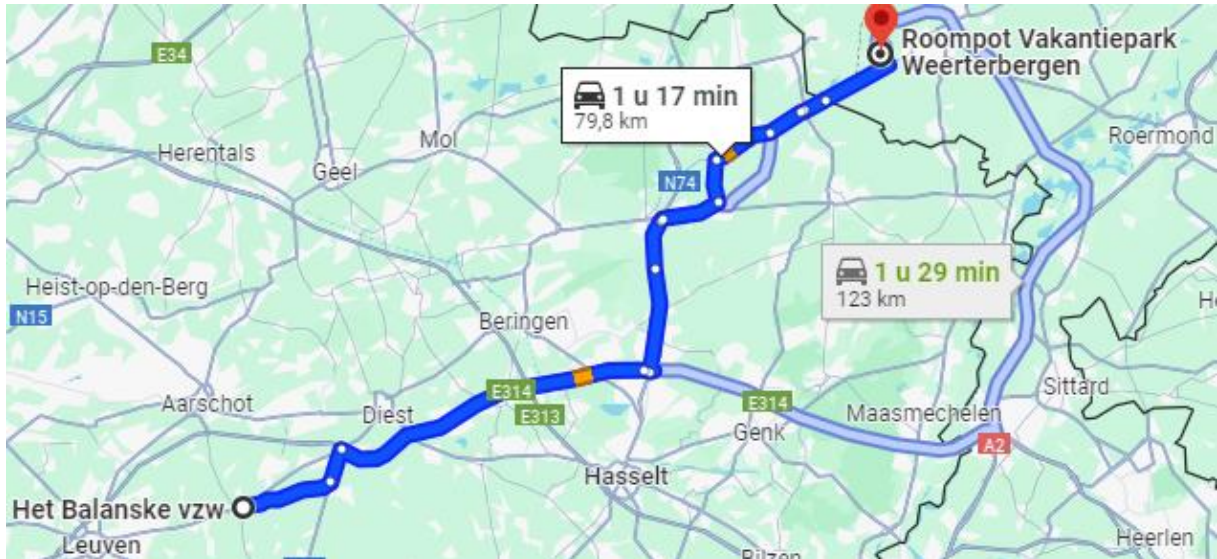 Roompot Vakantiepark
Weerterbergen
E34
1 u 17 min
79,8 km
Mol
Roermond
Herentals
Geel
N74
1 u 29 min
123 km
Heist-op-den-Berg
N15
Beringen
He
Sittard
E314
E314
Aarschot
Diest
E313
Maasmechelen
Genk
A2
Hasselt
Het Balanske vzw
Leuven
Heerlen
Bilzen